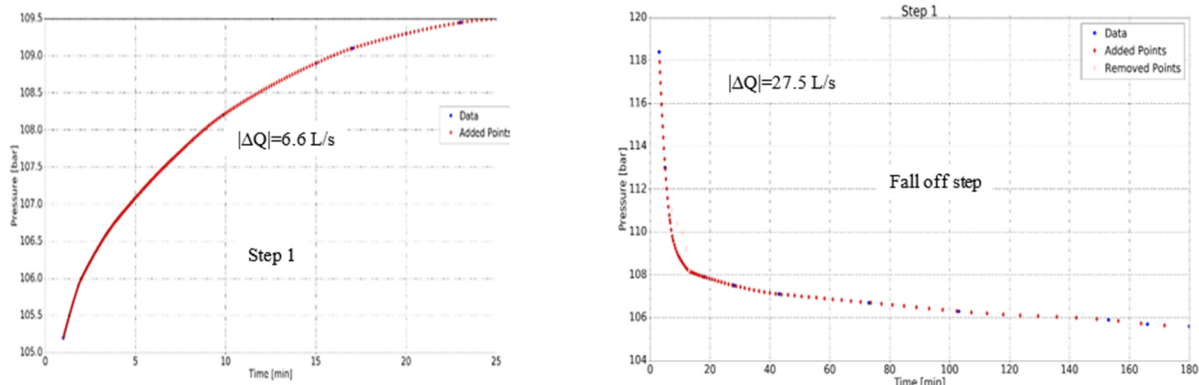 109.5
109.0
108.5
108.0
107.5
107.0
106.5
106.0
105.5
105.0
Pressure [bar]
|ΔQ|=6.6 L/s
Data
Added Points
Step 1
0 5 10 15 20 25
Time [min]
Step 1
120
118
116
114
112
110
108
106
104
Pressure [bar]
|ΔQ|=27.5 L/s
Data
Added Points
Removed Points
Fall off step
0 20 40 60 80 100 120 140 160 180
Time [min]